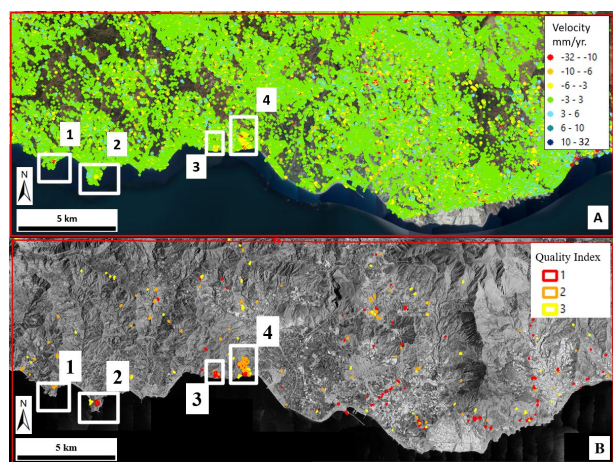 Velocity
mm/yr.
-32 - -10
-10 - -6
-6 - -3
-3 - 3
3 - 6
6 - 10
10 - 32
4
1
2
3
N
5 km
A
Quality Index
1
2
3
4
1
2
3
N
5 km
B